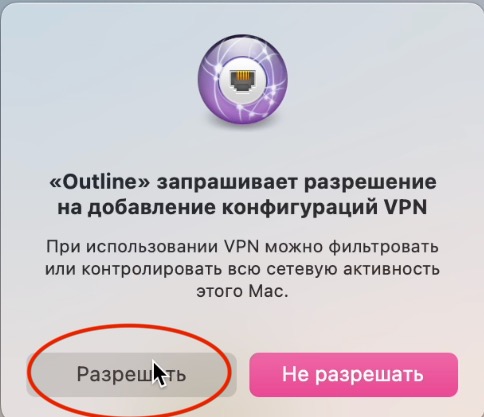 «Outline» запрашивает разрешение
на добавление конфигураций VPN
При использовании VPN можно фильтровать
или контролировать всю сетевую активность
этого Mac.
Разрешать Не разрешать